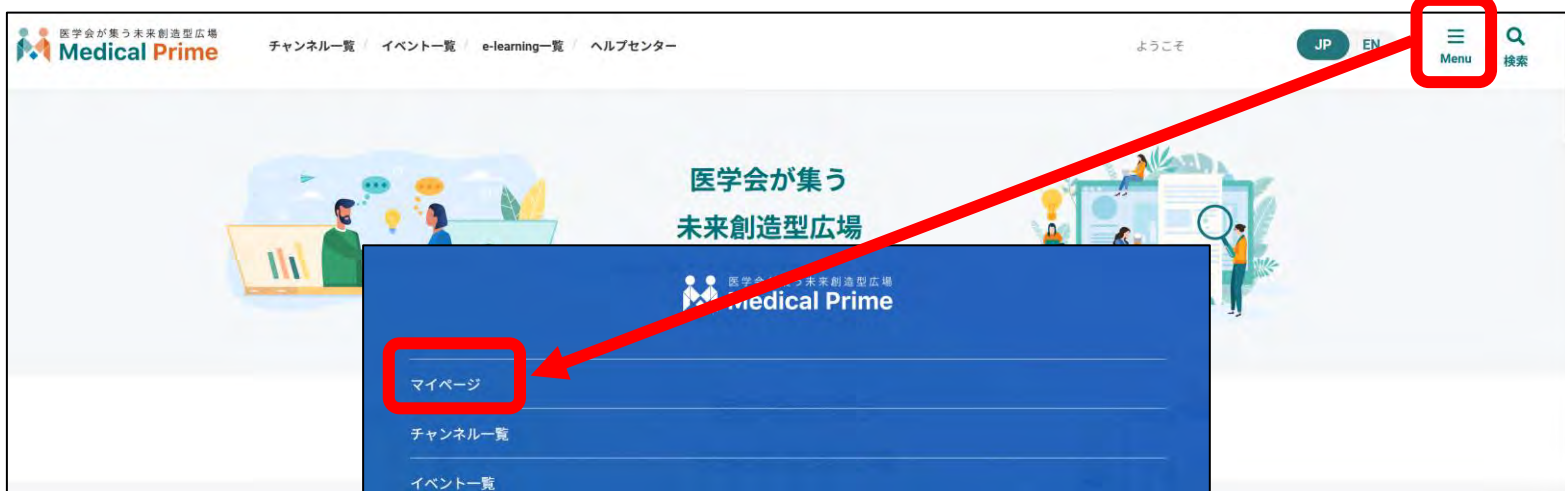 医学会が集う未来創造型広場
Medical Prime
チャンネル一覧 / イベント一覧 / e-learning一覧 / ヘルプセンター
ようこそ
JP EN
Menu
検索
医学会が集う
未来創造型広場
医学会 う未来創造型広場
Medical Prime
マイページ
チャンネル一覧
イベント一覧